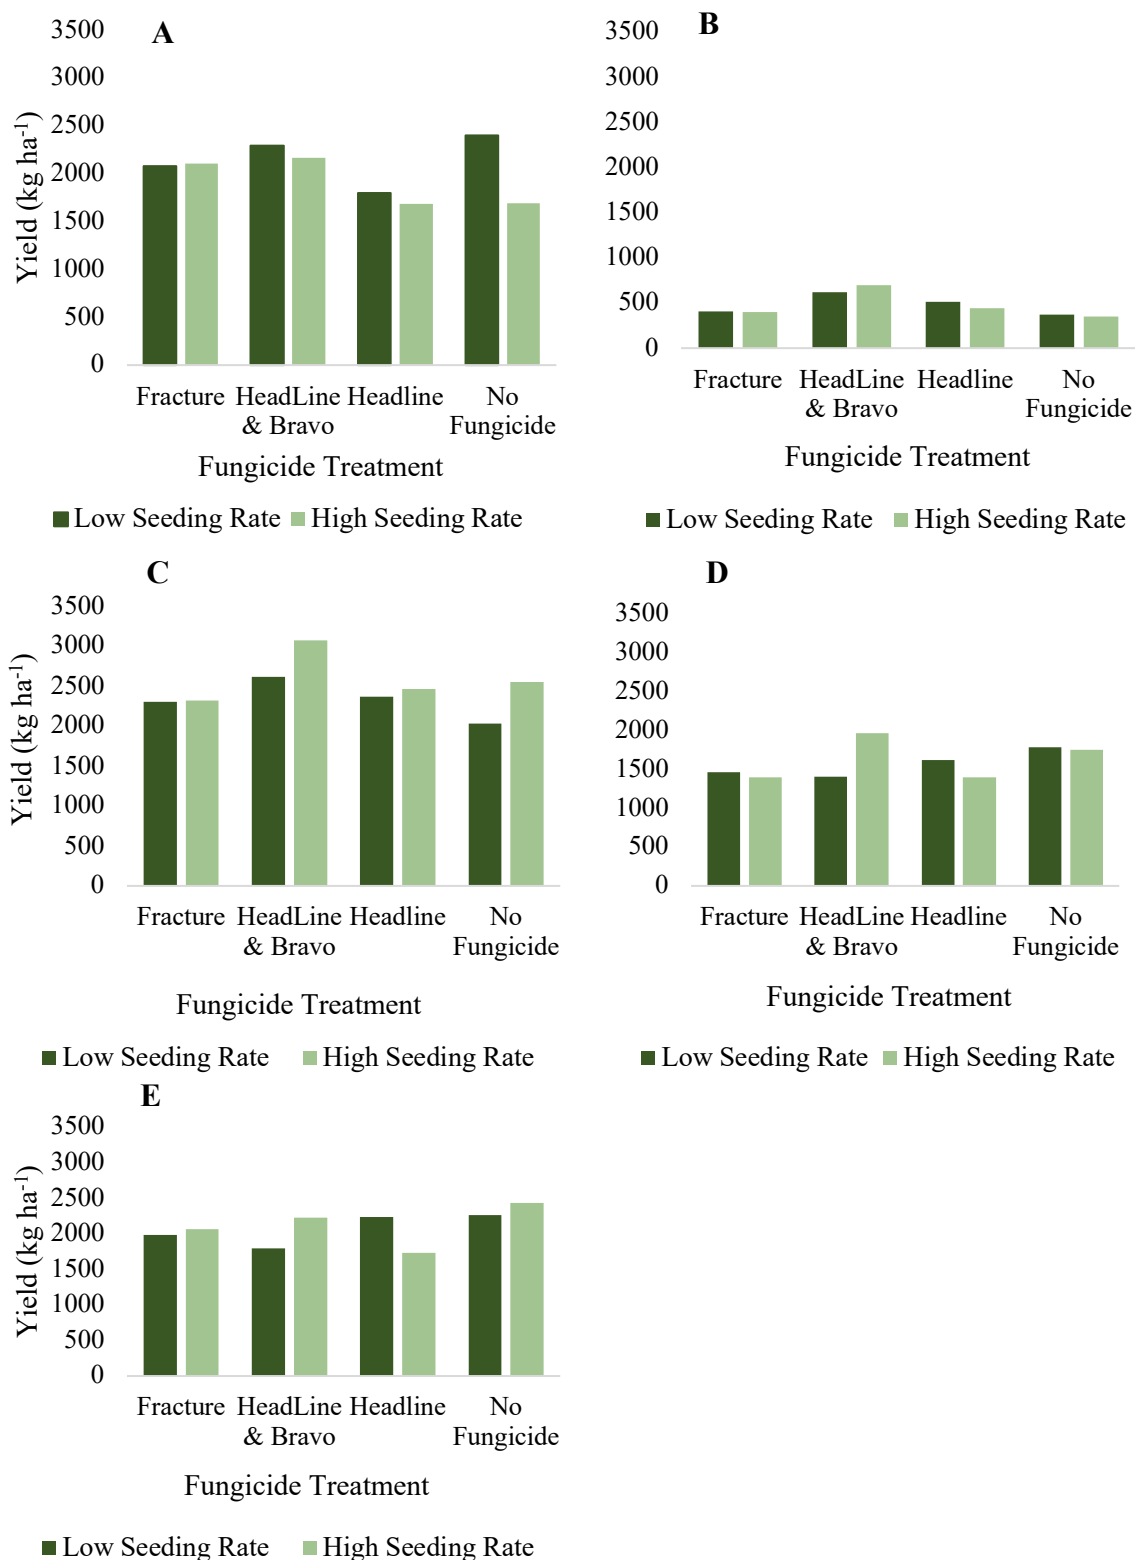 A
3500
3000
2500
2000
1500
1000
500
0
Yield (kg ha-1)
Fracture HeadLine & Bravo Headline No Fungicide
Fungicide Treatment
Low Seeding Rate High Seeding Rate
B
3500
3000
2500
2000
1500
1000
500
0
Fracture HeadLine & Bravo Headline No Fungicide
Fungicide Treatment
Low Seeding Rate High Seeding Rate
C
3500
3000
2500
2000
1500
1000
500
0
Yield (kg ha-1)
Fracture HeadLine & Bravo Headline No Fungicide
Fungicide Treatment
Low Seeding Rate High Seeding Rate
D
3500
3000
2500
2000
1500
1000
500
0
Fracture HeadLine & Bravo Headline No Fungicide
Fungicide Treatment
Low Seeding Rate High Seeding Rate
E
3500
3000
2500
2000
1500
1000
500
0
Yield (kg ha-1)
Fracture HeadLine & Bravo Headline No Fungicide
Fungicide Treatment
Low Seeding Rate High Seeding Rate